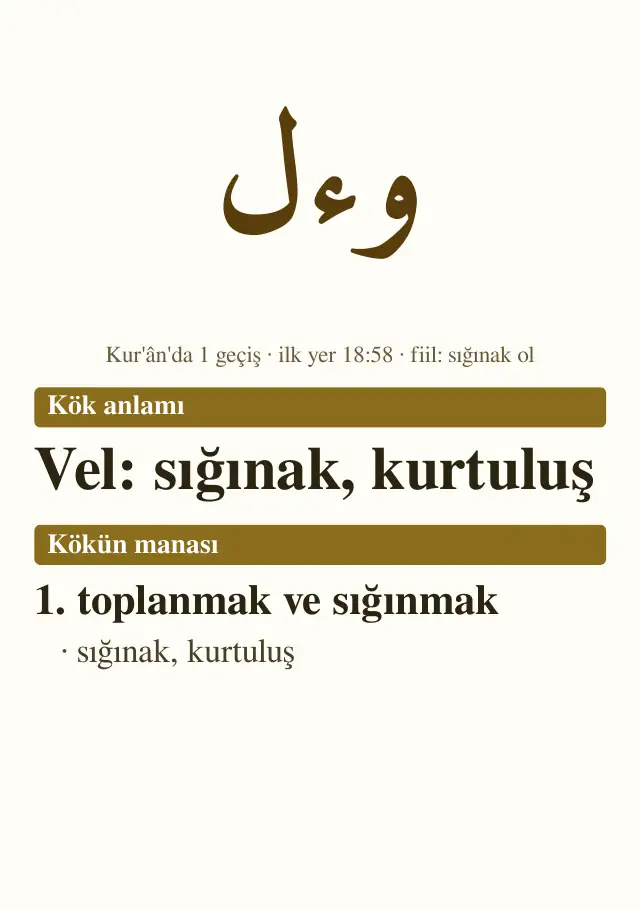 وءل
Kur'ân'da 1 geçiş · ilk yer 18:58 · fiil: sığınak ol
Kök anlamı
Vel: sığınak, kurtuluş
Kökün manası
1. toplanmak ve sığınmak
· sığınak, kurtuluş